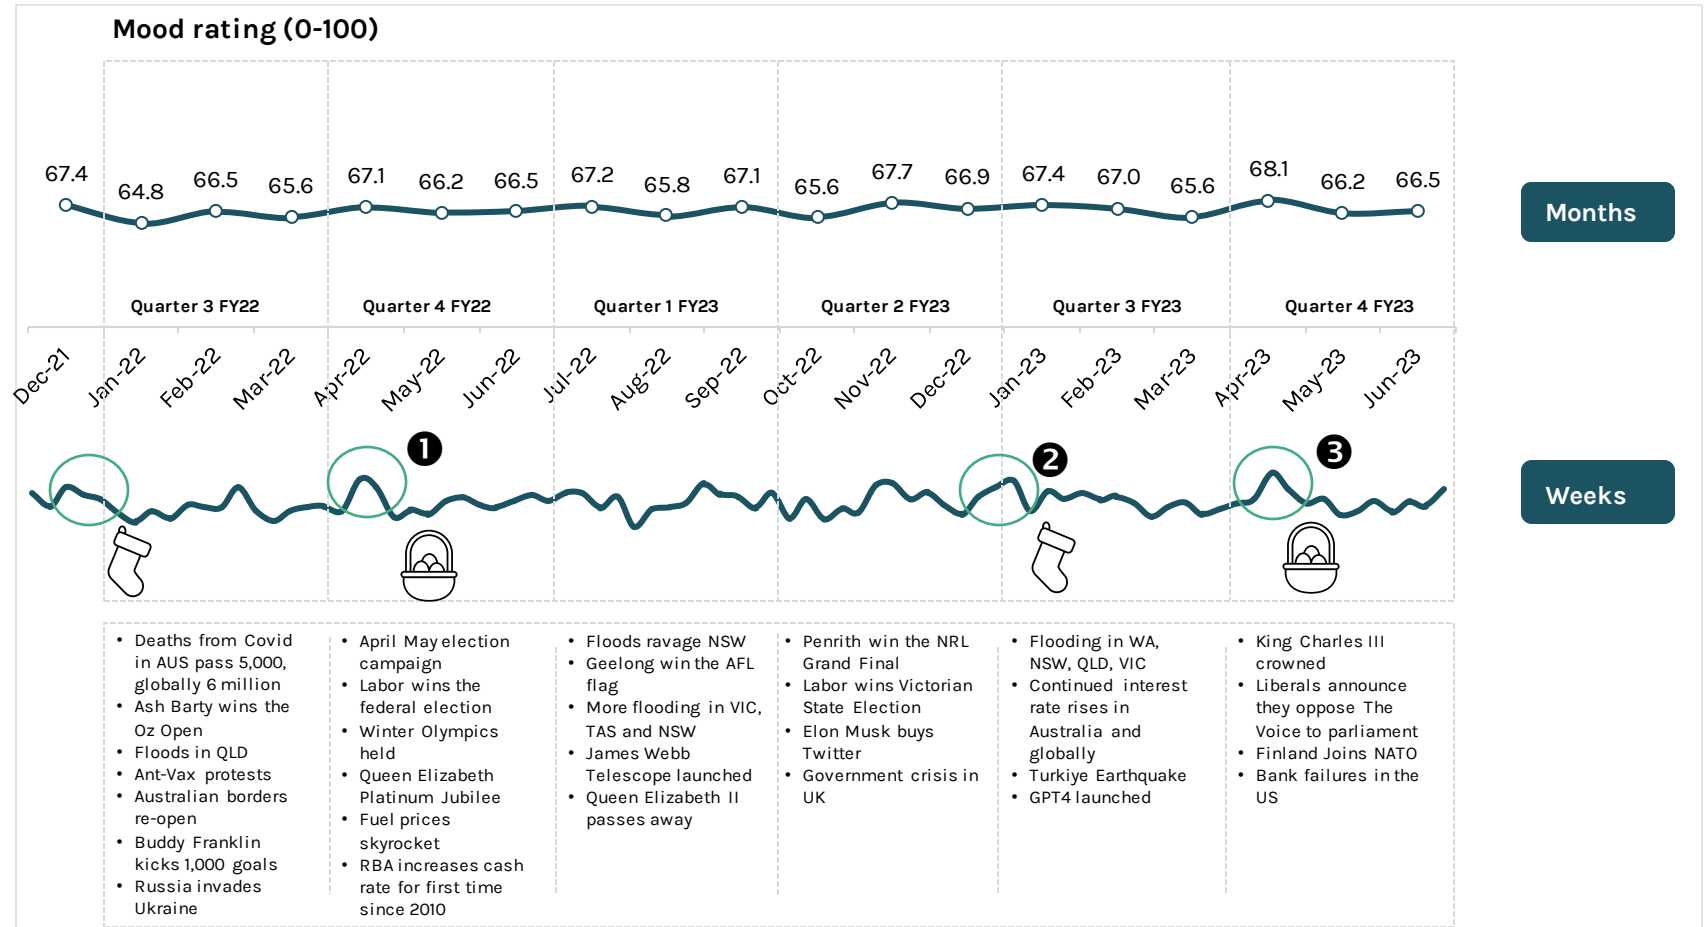 Mood rating (0-100)
67.4 64.8 66.5 65.6 67.1 66.2 66.5 67.2 65.8 67.1 65.6 67.7 66.9 67.4 67.0 65.6 68.1 66.2 66.5
Months
Quarter 3 FY22 Quarter 4 FY22 Quarter 1 FY23 Quarter 2 FY23 Quarter 3 FY23 Quarter 4 FY23
Dec-21 Jan-22 Feb-22 Mar-22 Apr-22 May-22 Jun-22 Jul-22 Aug-22 Sep-22 Oct-22 Nov-22 Dec-22 Jan-23 Feb-23 Mar-23 Apr-23 May-23 Jun-23
1 2 3
Weeks
• Deaths from Covid
in AUS pass 5,000,
globally 6 million
• Ash Barty wins the
Oz Open
• Floods in QLD
• Ant-Vax protests
• Australian borders
re-open
• Buddy Franklin
kicks 1,000 goals
• Russia invades
Ukraine
• April May election
campaign
• Labor wins the
federal election
• Winter Olympics
held
• Queen Elizabeth
Platinum Jubilee
• Fuel prices
skyrocket
• RBA increases cash
rate for first time
since 2010
• Floods ravage NSW
• Geelong win the AFL
flag
• More flooding in VIC,
TAS and NSW
• James Webb
Telescope launched
• Queen Elizabeth II
passes away
• Penrith win the NRL
Grand Final
• Labor wins Victorian
State Election
• Elon Musk buys
Twitter
• Government crisis in
UK
• Flooding in WA,
NSW, QLD, VIC
• Continued interest
rate rises in
Australia and
globally
• Turkiye Earthquake
• GPT4 launched
• King Charles III
crowned
• Liberals announce
they oppose The
Voice to parliament
• Finland Joins NATO
• Bank failures in the
US